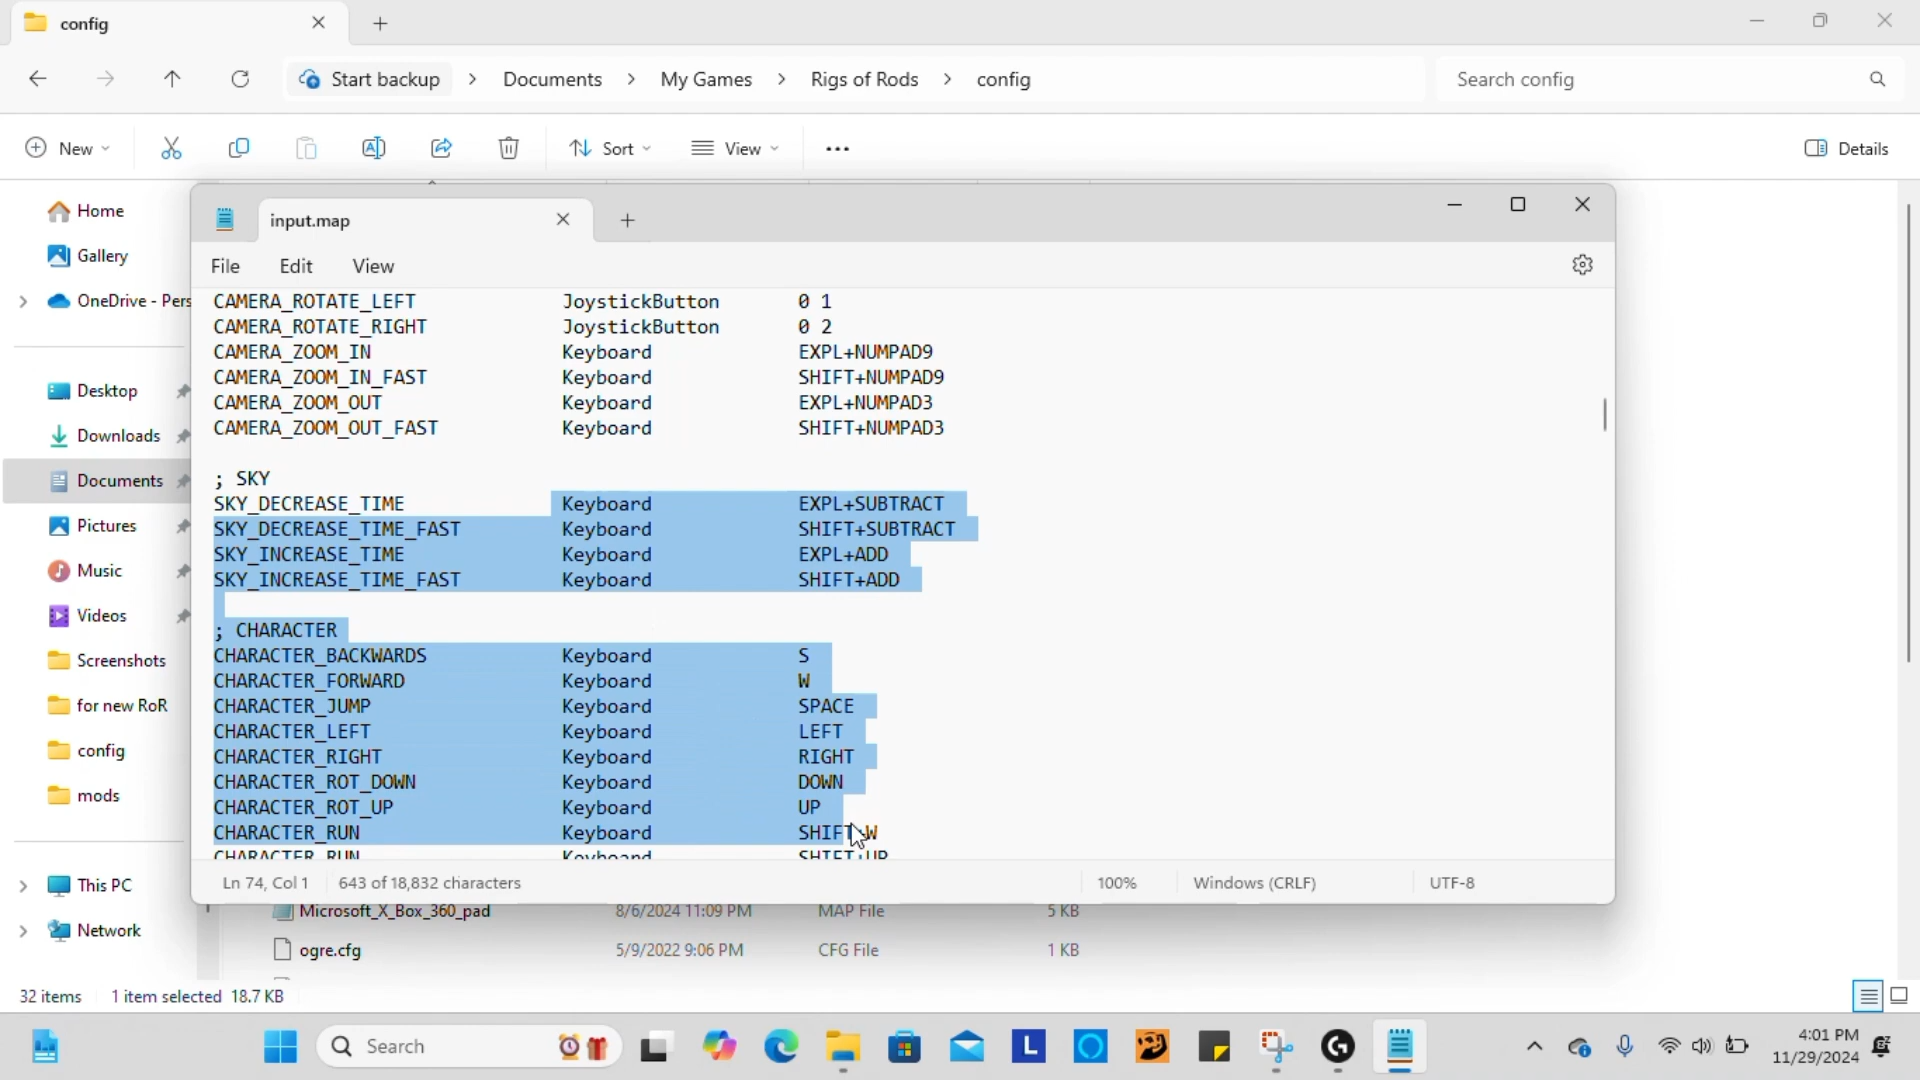 config
Start backup > Documents > My Games > Rigs of Rods > config
Search config
New
Sort
View
Details
Home
Gallery
OneDrive - Pers
Desktop
Downloads
Documents
Pictures
Music
Videos
Screenshots
for new RoR
config
mods
This PC
Network
input.map
File Edit View
CAMERA_ROTATE_LEFT JoystickButton 0 1
CAMERA_ROTATE_RIGHT JoystickButton 0 2
CAMERA_ZOOM_IN Keyboard EXPL+NUMPAD9
CAMERA_ZOOM_IN_FAST Keyboard SHIFT+NUMPAD9
CAMERA_ZOOM_OUT Keyboard EXPL+NUMPAD3
CAMERA_ZOOM_OUT_FAST Keyboard SHIFT+NUMPAD3
; SKY
SKY_DECREASE_TIME Keyboard EXPL+SUBTRACT
SKY_DECREASE_TIME_FAST Keyboard SHIFT+SUBTRACT
SKY_INCREASE_TIME Keyboard EXPL+ADD
SKY_INCREASE_TIME_FAST Keyboard SHIFT+ADD
; CHARACTER
CHARACTER_BACKWARDS Keyboard S
CHARACTER_FORWARD Keyboard W
CHARACTER_JUMP Keyboard SPACE
CHARACTER_LEFT Keyboard LEFT
CHARACTER_RIGHT Keyboard RIGHT
CHARACTER_ROT_DOWN Keyboard DOWN
CHARACTER_ROT_UP Keyboard UP
CHARACTER_RUN Keyboard SHIFT+W
CHARACTER_RUN Keyboard SHIFT+UP
Ln 74, Col 1 643 of 18,832 characters 100% Windows (CRLF) UTF-8
Microsoft_X_Box_360_pad 8/6/2024 11:09 PM MAP File 5 KB
ogre.cfg 5/9/2022 9:06 PM CFG File 1 KB
32 items 1 item selected 18.7 KB
Search
L
4:01 PM
11/29/2024